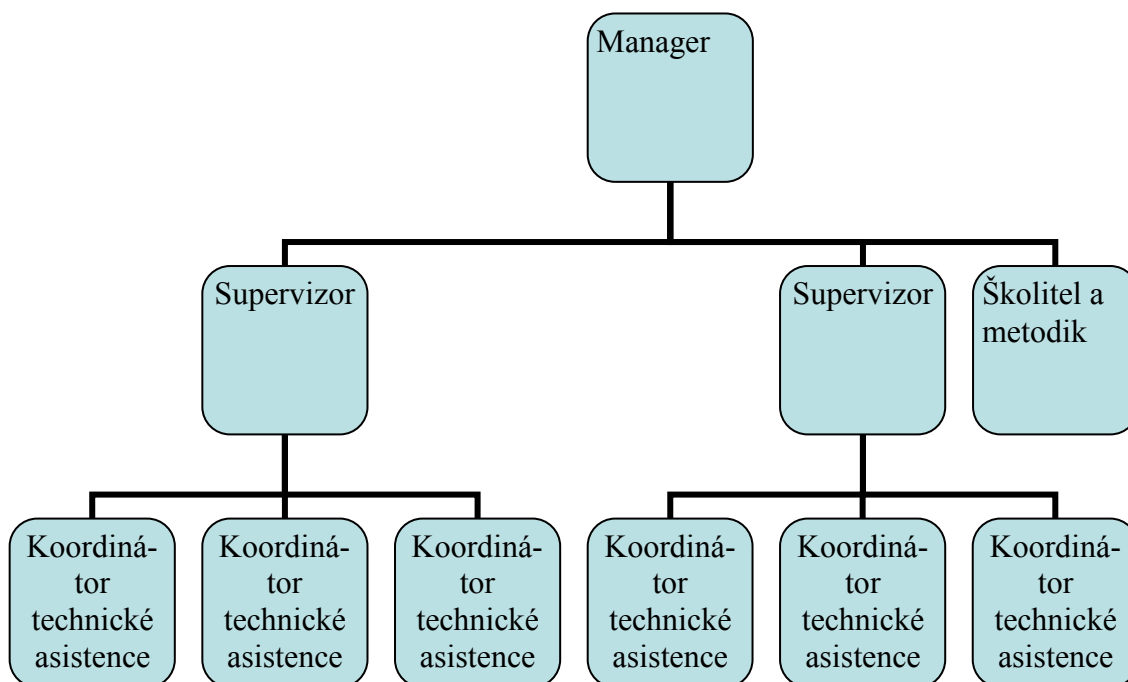 Manager
Supervizor
Supervizor
Školitel a
metodik
Koordiná-
tor
technické
asistence
Koordiná-
tor
technické
asistence
Koordiná-
tor
technické
asistence
Koordiná-
tor
technické
asistence
Koordiná-
tor
technické
asistence
Koordiná-
tor
technické
asistence